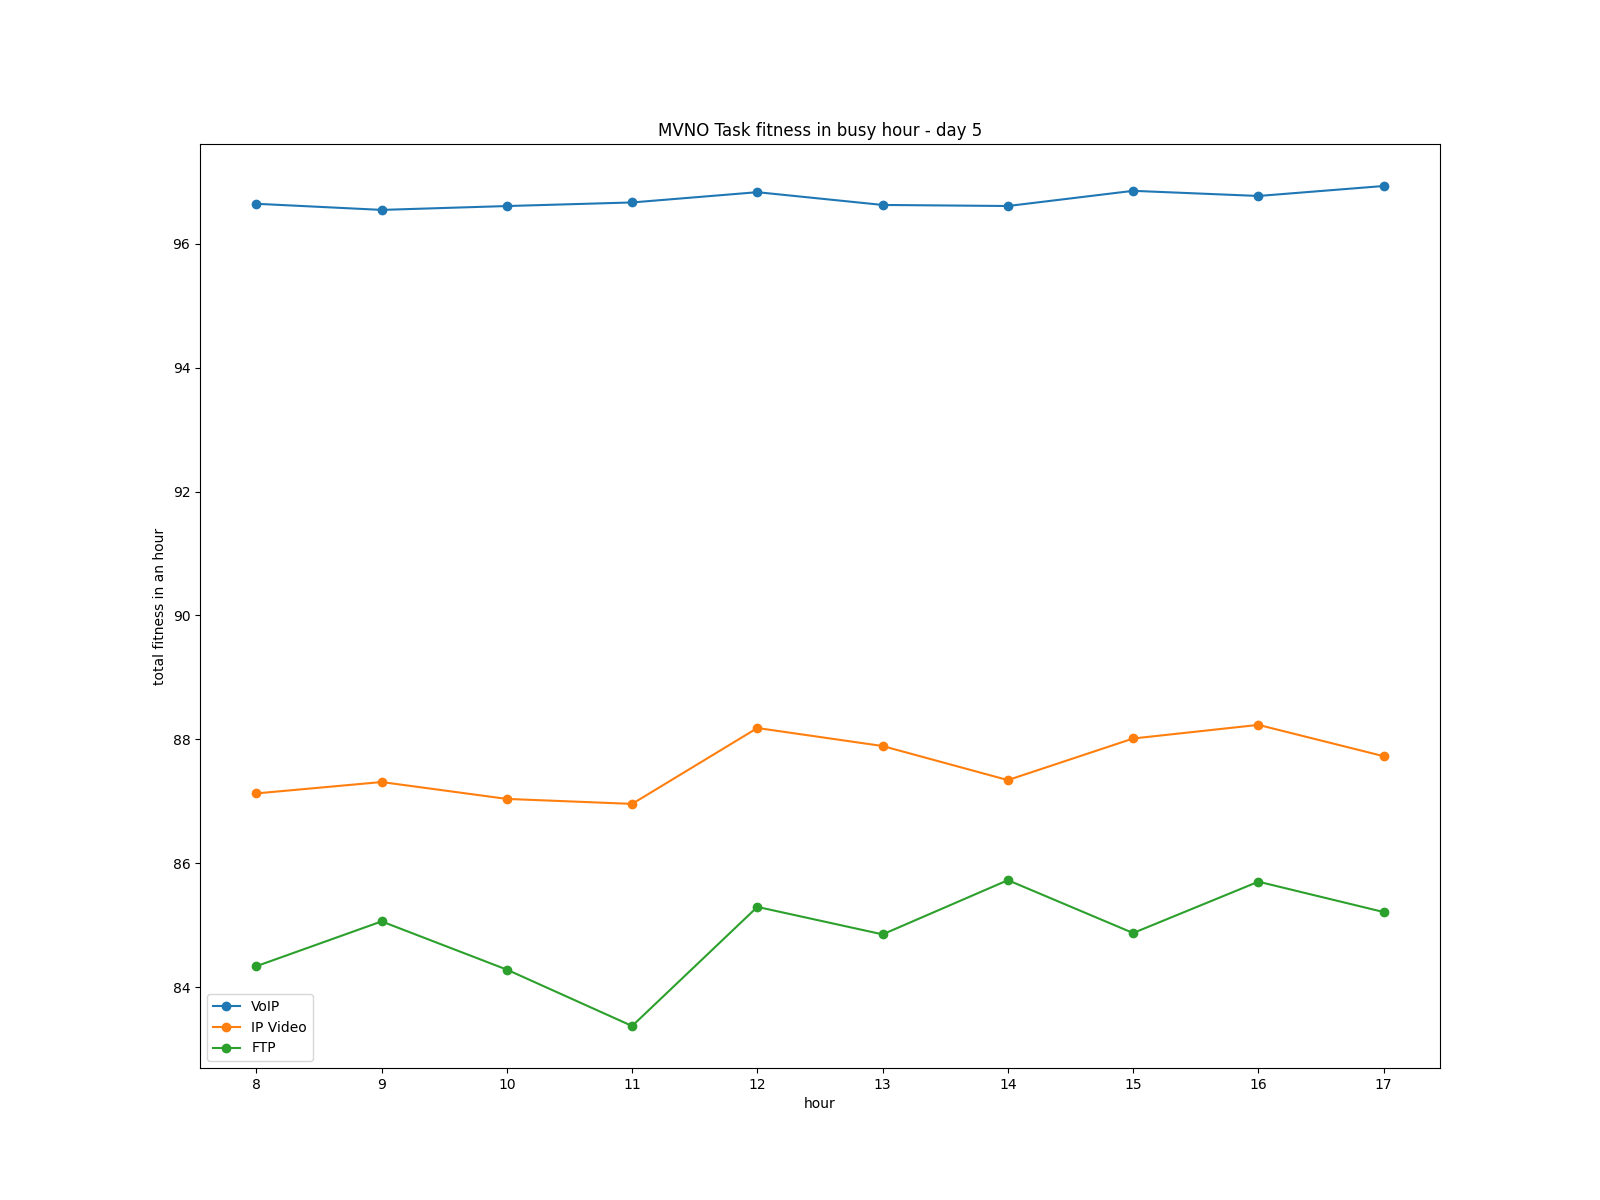 MVNO Task fitness in busy hour - day 5
total fitness in an hour
96
94
92
90
88
86
84
VoIP
IP Video
FTP
8 9 10 11 12 13 14 15 16 17
hour